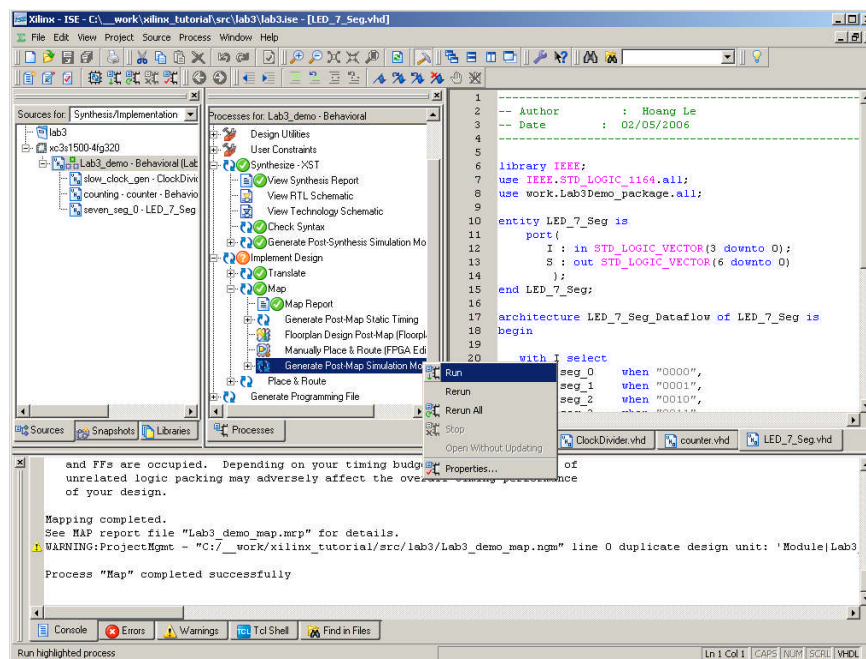 Xilinx - ISE - C:\__work\xilinx_tutorial\src\lab3\lab3.ise - [LED_7_Seg.vhd]
File Edit View Project Source Process Window Help
Sources for: Synthesis/Implementation
lab3
xc3s1500-4fg320
Lab3_demo - Behavioral (Lab
slow_clock_gen - ClockDivid
counting - counter - Behavio
seven_seg_0 - LED_7_Seg
Sources
Snapshots
Libraries
Processes for: Lab3_demo - Behavioral
Design Utilities
User Constraints
Synthesize - XST
View Synthesis Report
View RTL Schematic
View Technology Schematic
Check Syntax
Generate Post-Synthesis Simulation Mo
Implement Design
Translate
Map
Map Report
Generate Post-Map Static Timing
Floorplan Design Post-Map (Floorpl
Manually Place & Route (FPGA Edi
Generate Post-Map Simulation Mo
Place & Route
Generate Programming File
Processes
Run
Rerun
Rerun All
Stop
Open Without Updating
Properties...
1 ----------------------------------------
2 -- Author : Hoang Le
3 -- Date : 02/05/2006
4 ----------------------------------------
5
6 library IEEE;
7 use IEEE.STD_LOGIC_1164.all;
8 use work.Lab3Demo_package.all;
9
10 entity LED_7_Seg is
11 port(
12 I : in STD_LOGIC_VECTOR(3 downto 0);
13 S : out STD_LOGIC_VECTOR(6 downto 0)
14 );
15 end LED_7_Seg;
16
17 architecture LED_7_Seg_Dataflow of LED_7_Seg is
18 begin
19
20 with I select
seg_0 when "0000",
seg_1 when "0001",
seg_2 when "0010",
ClockDivider.vhd
counter.vhd
LED_7_Seg.vhd
and FFs are occupied. Depending on your timing budg of
unrelated logic packing may adversely affect the overall timing performance
of your design.
Mapping completed.
See MAP report file "Lab3_demo_map.mrp" for details.
WARNING:ProjectMgmt - "C:/__work/xilinx_tutorial/src/lab3/Lab3_demo_map.ngm" line 0 duplicate design unit: 'Module|Lab3_
Process "Map" completed successfully
Console
Errors
Warnings
TCL Tcl Shell
Find in Files
Run highlighted process
Ln 1 Col 1 CAPS NUM SCRL VHDL